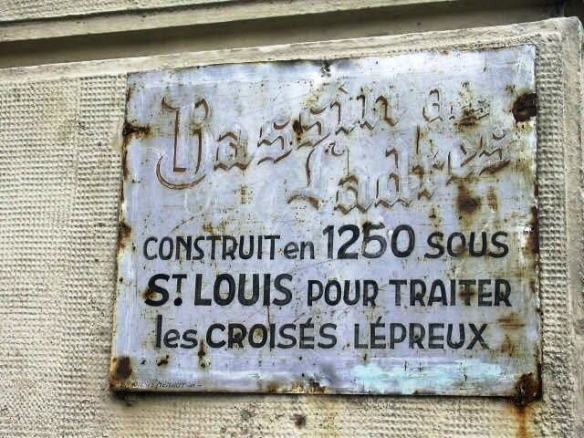 Bassin des
Ladres
CONSTRUIT en 1250 SOUS
ST LOUIS POUR TRAITER
les CROISÉS LÉPREUX